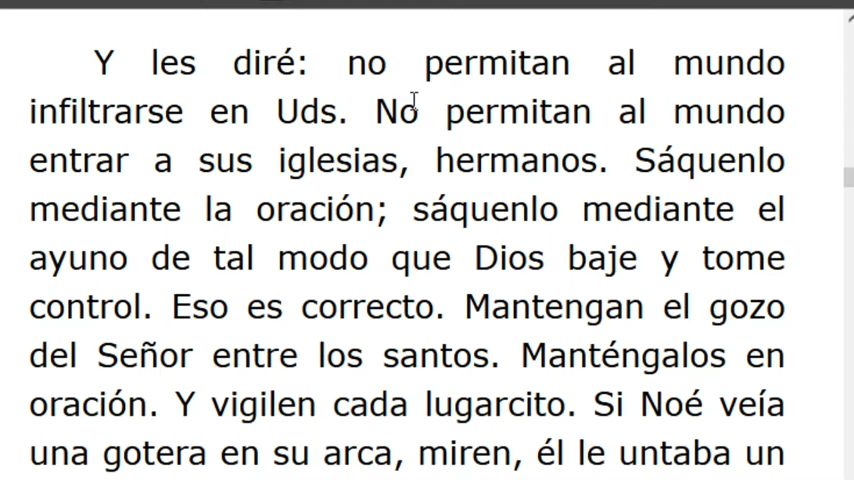 Y les diré: no permitan al mundo
infiltrarse en Uds. No permitan al mundo
entrar a sus iglesias, hermanos. Sáquenlo
mediante la oración; sáquenlo mediante el
ayuno de tal modo que Dios baje y tome
control. Eso es correcto. Mantengan el gozo
del Señor entre los santos. Manténgalos en
oración. Y vigilen cada lugarcito. Si Noé veía
una gotera en su arca, miren, él le untaba un